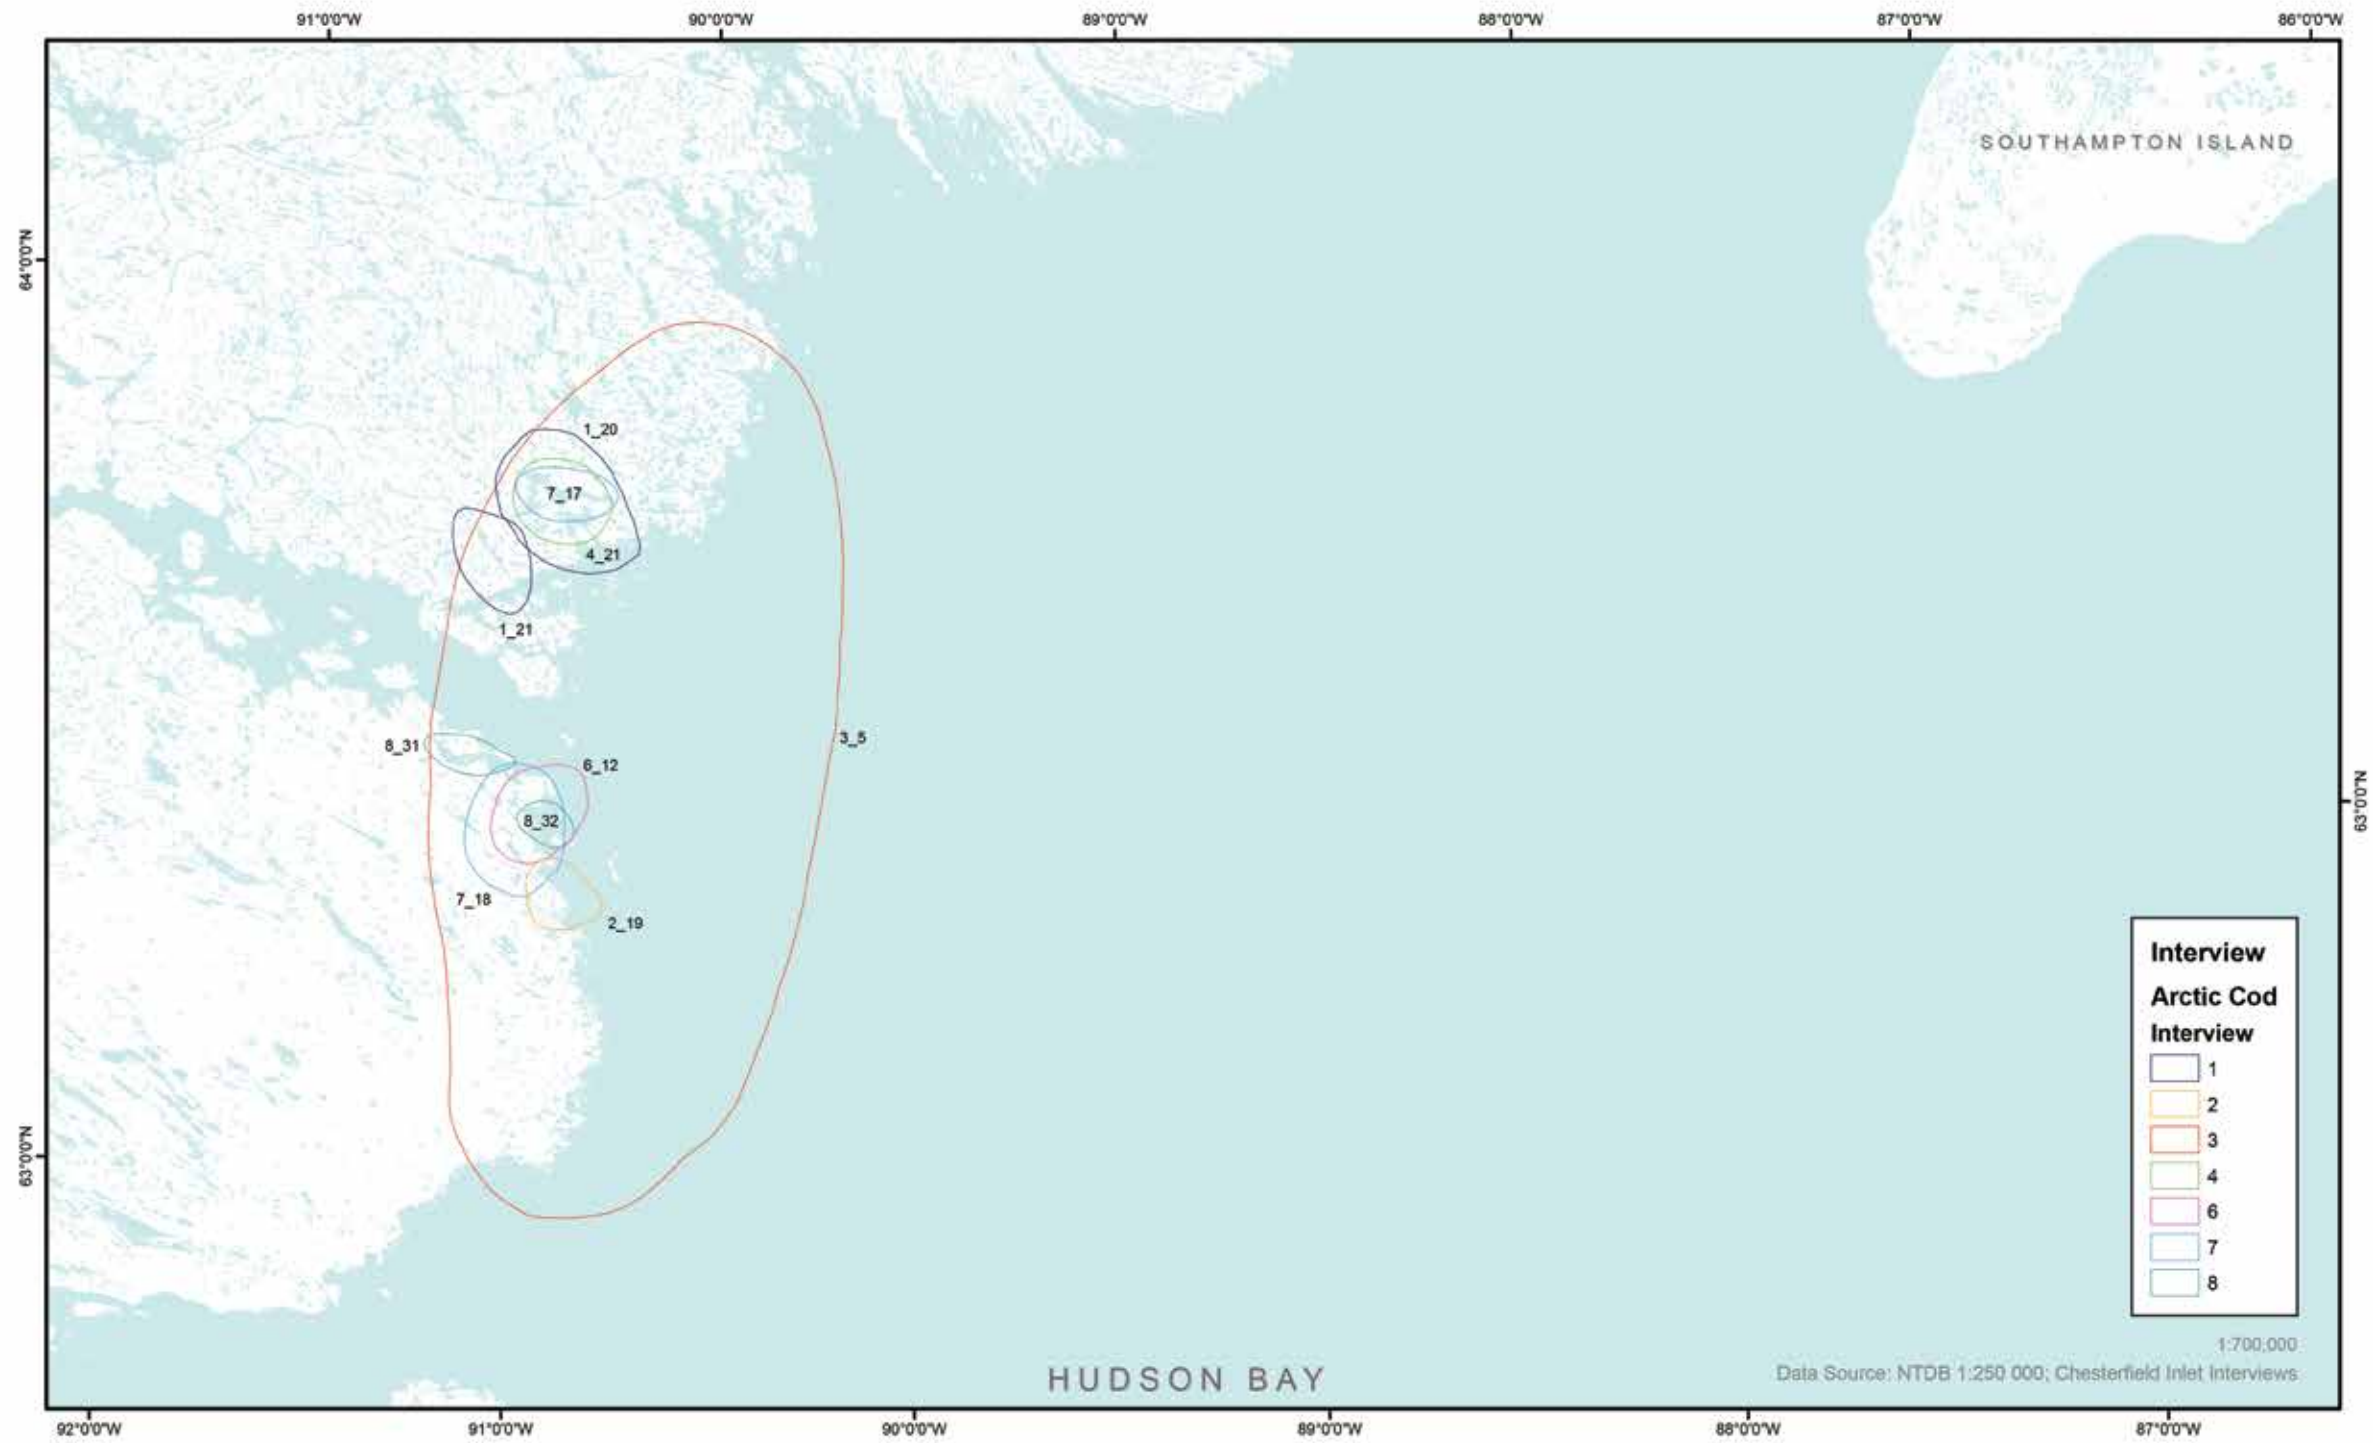 91°0'0"W 90°0'0"W 89°0'0"W 88°0'0"W 87°0'0"W 86°0'0"W
SOUTHAMPTON ISLAND
64°0'0"N
1_20
7_17
4_21
1_21
3_5
8_31
6_12
63°0'0"N
8_32
7_18
2_19
Interview
Arctic Cod
Interview
1
2
3
63°0'0"N
4
6
7
8
1:700,000
HUDSON BAY
Data Source: NTDB 1:250 000; Chesterfield Inlet Interviews
92°0'0"W 91°0'0"W 90°0'0"W 89°0'0"W 88°0'0"W 87°0'0"W